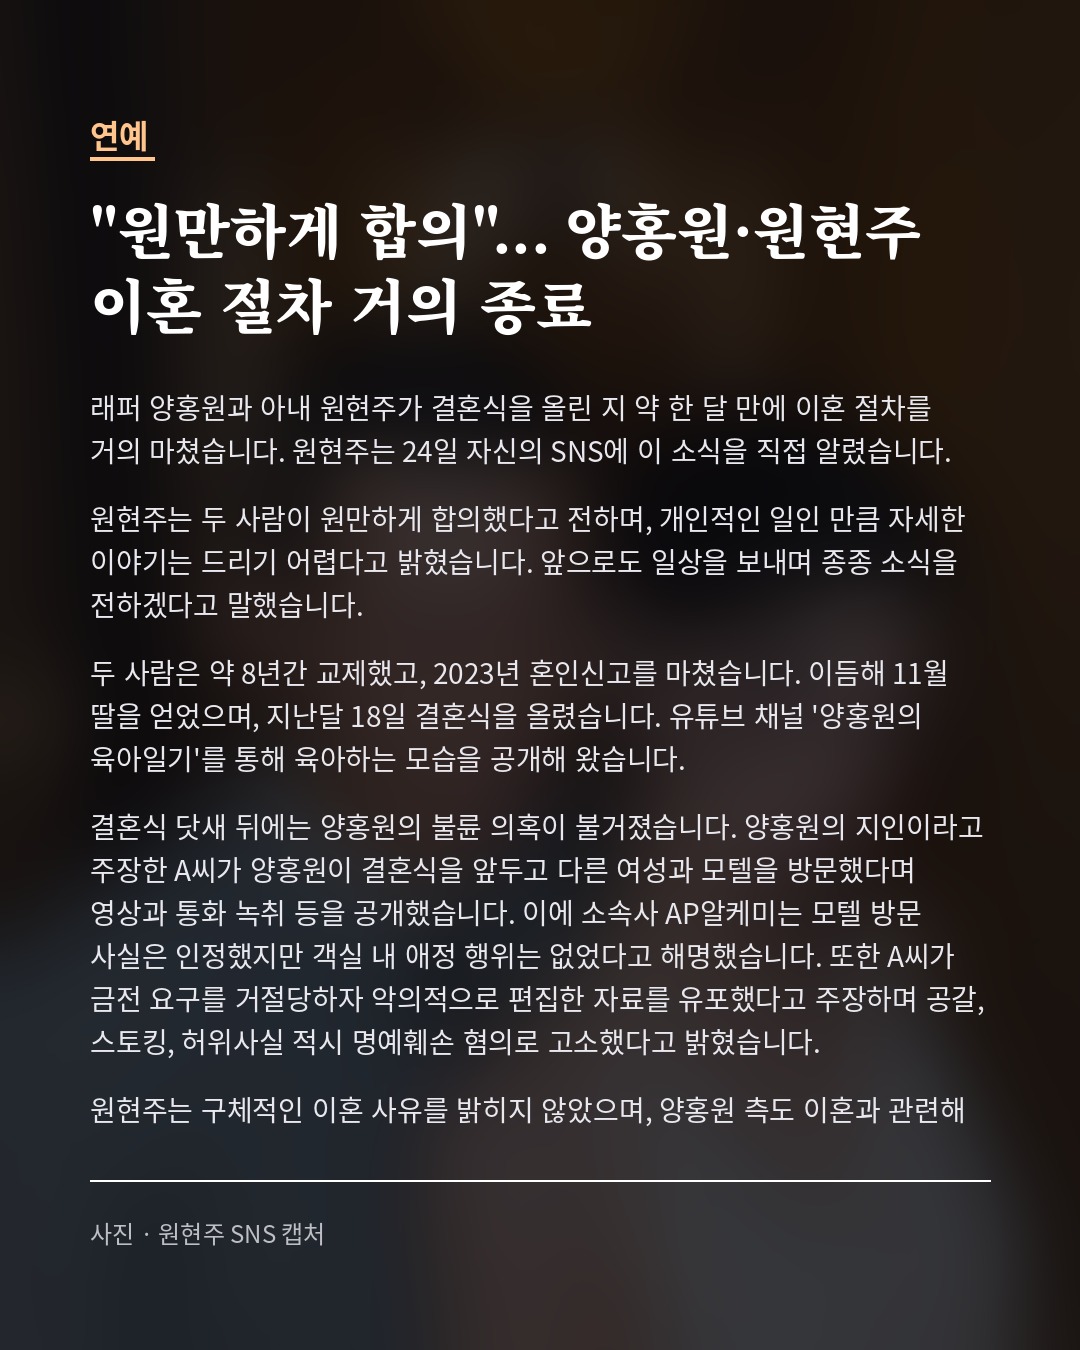 연예
"원만하게 합의"... 양홍원·원현주
이혼 절차 거의 종료
래퍼 양홍원과 아내 원현주가 결혼식을 올린 지 약 한 달 만에 이혼 절차를
거의 마쳤습니다. 원현주는 24일 자신의 SNS에 이 소식을 직접 알렸습니다.
원현주는 두 사람이 원만하게 합의했다고 전하며, 개인적인 일인 만큼 자세한
이야기는 드리기 어렵다고 밝혔습니다. 앞으로도 일상을 보내며 종종 소식을
전하겠다고 말했습니다.
두 사람은 약 8년간 교제했고, 2023년 혼인신고를 마쳤습니다. 이듬해 11월
딸을 얻었으며, 지난달 18일 결혼식을 올렸습니다. 유튜브 채널 '양홍원의
육아일기'를 통해 육아하는 모습을 공개해 왔습니다.
결혼식 닷새 뒤에는 양홍원의 불륜 의혹이 불거졌습니다. 양홍원의 지인이라고
주장한 A씨가 양홍원이 결혼식을 앞두고 다른 여성과 모텔을 방문했다며
영상과 통화 녹취 등을 공개했습니다. 이에 소속사 AP알케미는 모텔 방문
사실은 인정했지만 객실 내 애정 행위는 없었다고 해명했습니다. 또한 A씨가
금전 요구를 거절당하자 악의적으로 편집한 자료를 유포했다고 주장하며 공갈,
스토킹, 허위사실 적시 명예훼손 혐의로 고소했다고 밝혔습니다.
원현주는 구체적인 이혼 사유를 밝히지 않았으며, 양홍원 측도 이혼과 관련해
사진 · 원현주 SNS 캡처